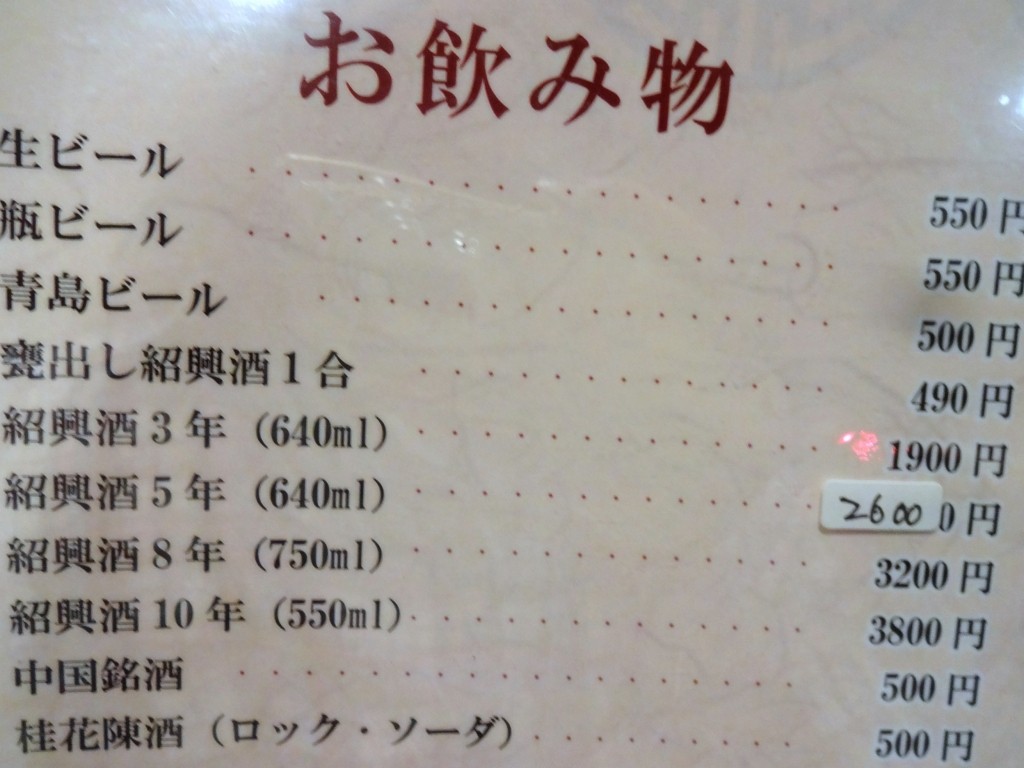 お飲み物
生ビール ・・・・・・・・・・・・・・・・・ 550円
瓶ビール ・・・・・・・・・・・・・・・・・ 550円
青島ビール ・・・・・・・・・・・・・・・ 500円
甕出し紹興酒1合 ・・・・・・・・・・・・ 490円
紹興酒3年 (640ml) ・・・・・・・・・・・・ 1900円
紹興酒5年 (640ml) ・・・・・・・・・・・・ 2600 0円
紹興酒8年 (750ml) ・・・・・・・・・・・・ 3200円
紹興酒10年 (550ml) ・・・・・・・・・・・・ 3800円
中国銘酒 ・・・・・・・・・・・・・・・・・ 500円
桂花陳酒 (ロック・ソーダ) ・・・・・・・・ 500円